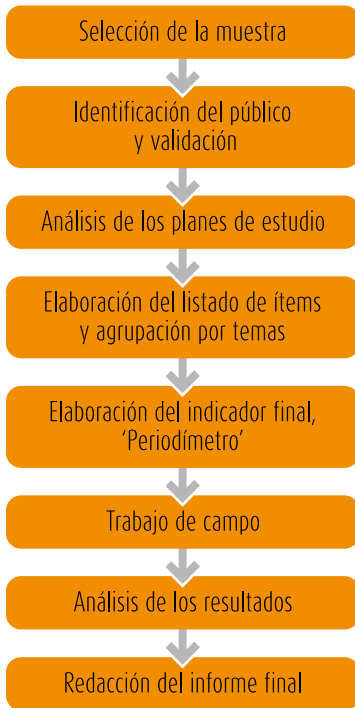 Selección de la muestra
Identificación del público
y validación
Análisis de los planes de estudio
Elaboración del listado de ítems
y agrupación por temas
Elaboración del indicador final,
‘Periodímetro’
Trabajo de campo
Análisis de los resultados
Redacción del informe final